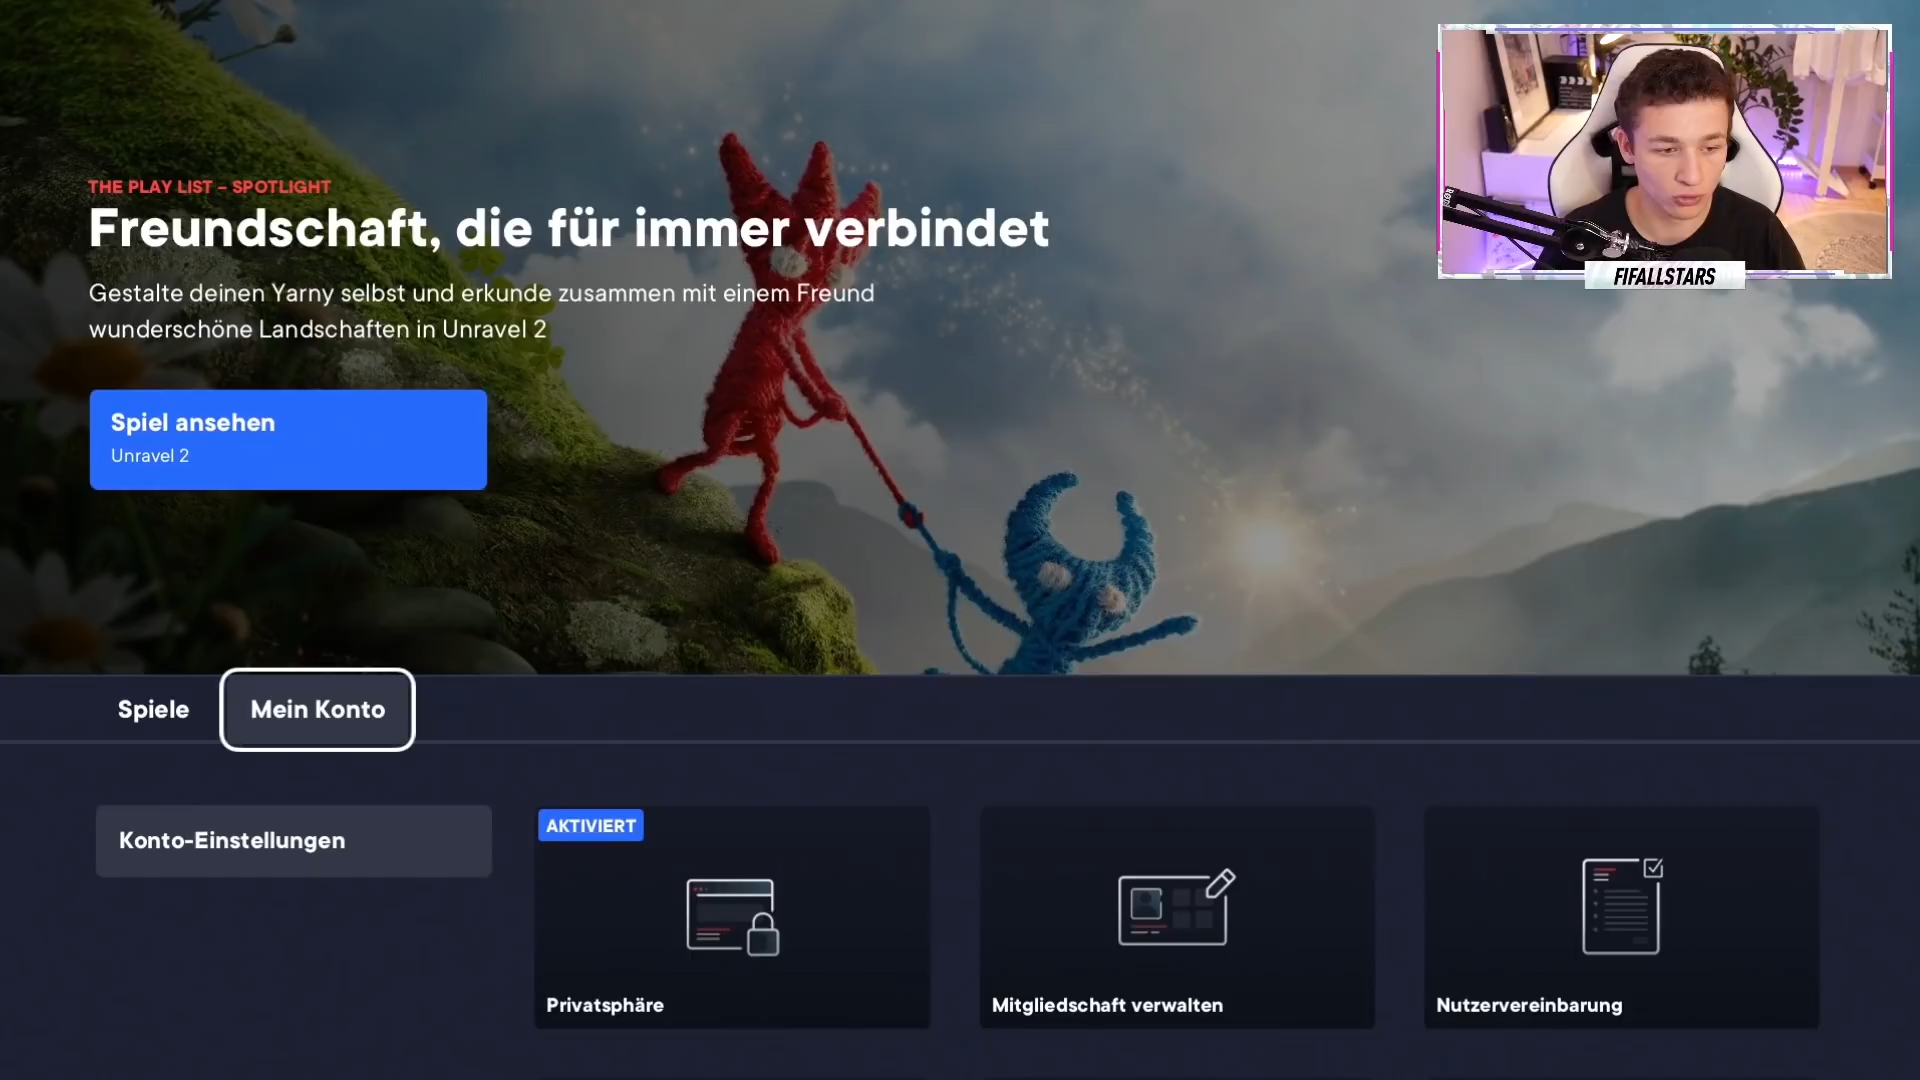 THE PLAY LIST – SPOTLIGHT
Freundschaft, die für immer verbindet
Gestalte deinen Yarny selbst und erkunde zusammen mit einem Freund
wunderschöne Landschaften in Unravel 2
Spiel ansehen
Unravel 2
FIFALLSTARS
Spiele
Mein Konto
Konto-Einstellungen
AKTIVIERT
Privatsphäre
Mitgliedschaft verwalten
Nutzervereinbarung